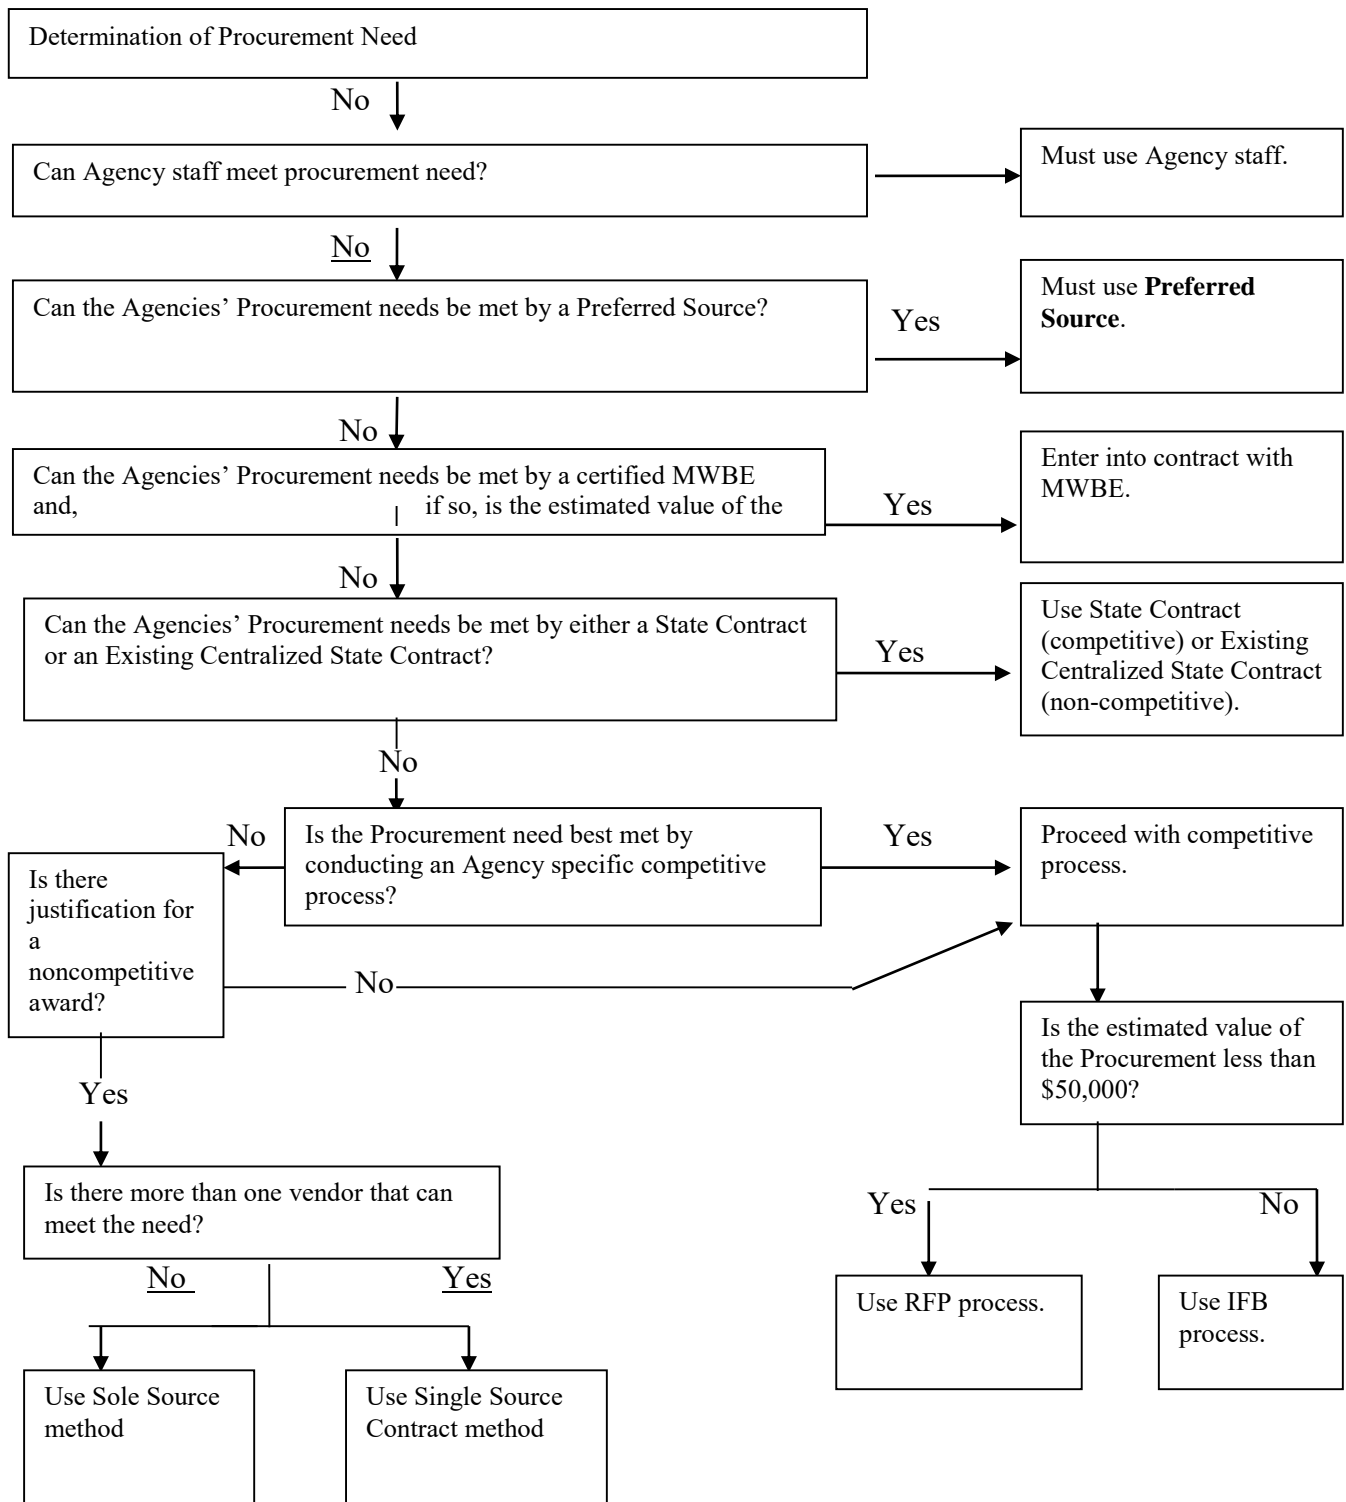 Determination of Procurement Need
No
Can Agency staff meet procurement need?
Must use Agency staff.
No
Can the Agencies’ Procurement needs be met by a Preferred Source?
Yes
Must use Preferred
Source.
No
Can the Agencies’ Procurement needs be met by a certified MWBE
and, if so, is the estimated value of the
Yes
Enter into contract with
MWBE.
No
Can the Agencies’ Procurement needs be met by either a State Contract
or an Existing Centralized State Contract?
Yes
Use State Contract
(competitive) or Existing
Centralized State Contract
(non-competitive).
No
Is the Procurement need best met by
conducting an Agency specific competitive
process?
Yes
Proceed with competitive
process.
No
Is there
justification for
a
noncompetitive
award?
No
Is the estimated value of
the Procurement less than
$50,000?
Yes
Is there more than one vendor that can
meet the need?
Yes
No
Use RFP process.
Use IFB
process.
No
Yes
Use Sole Source
method
Use Single Source
Contract method